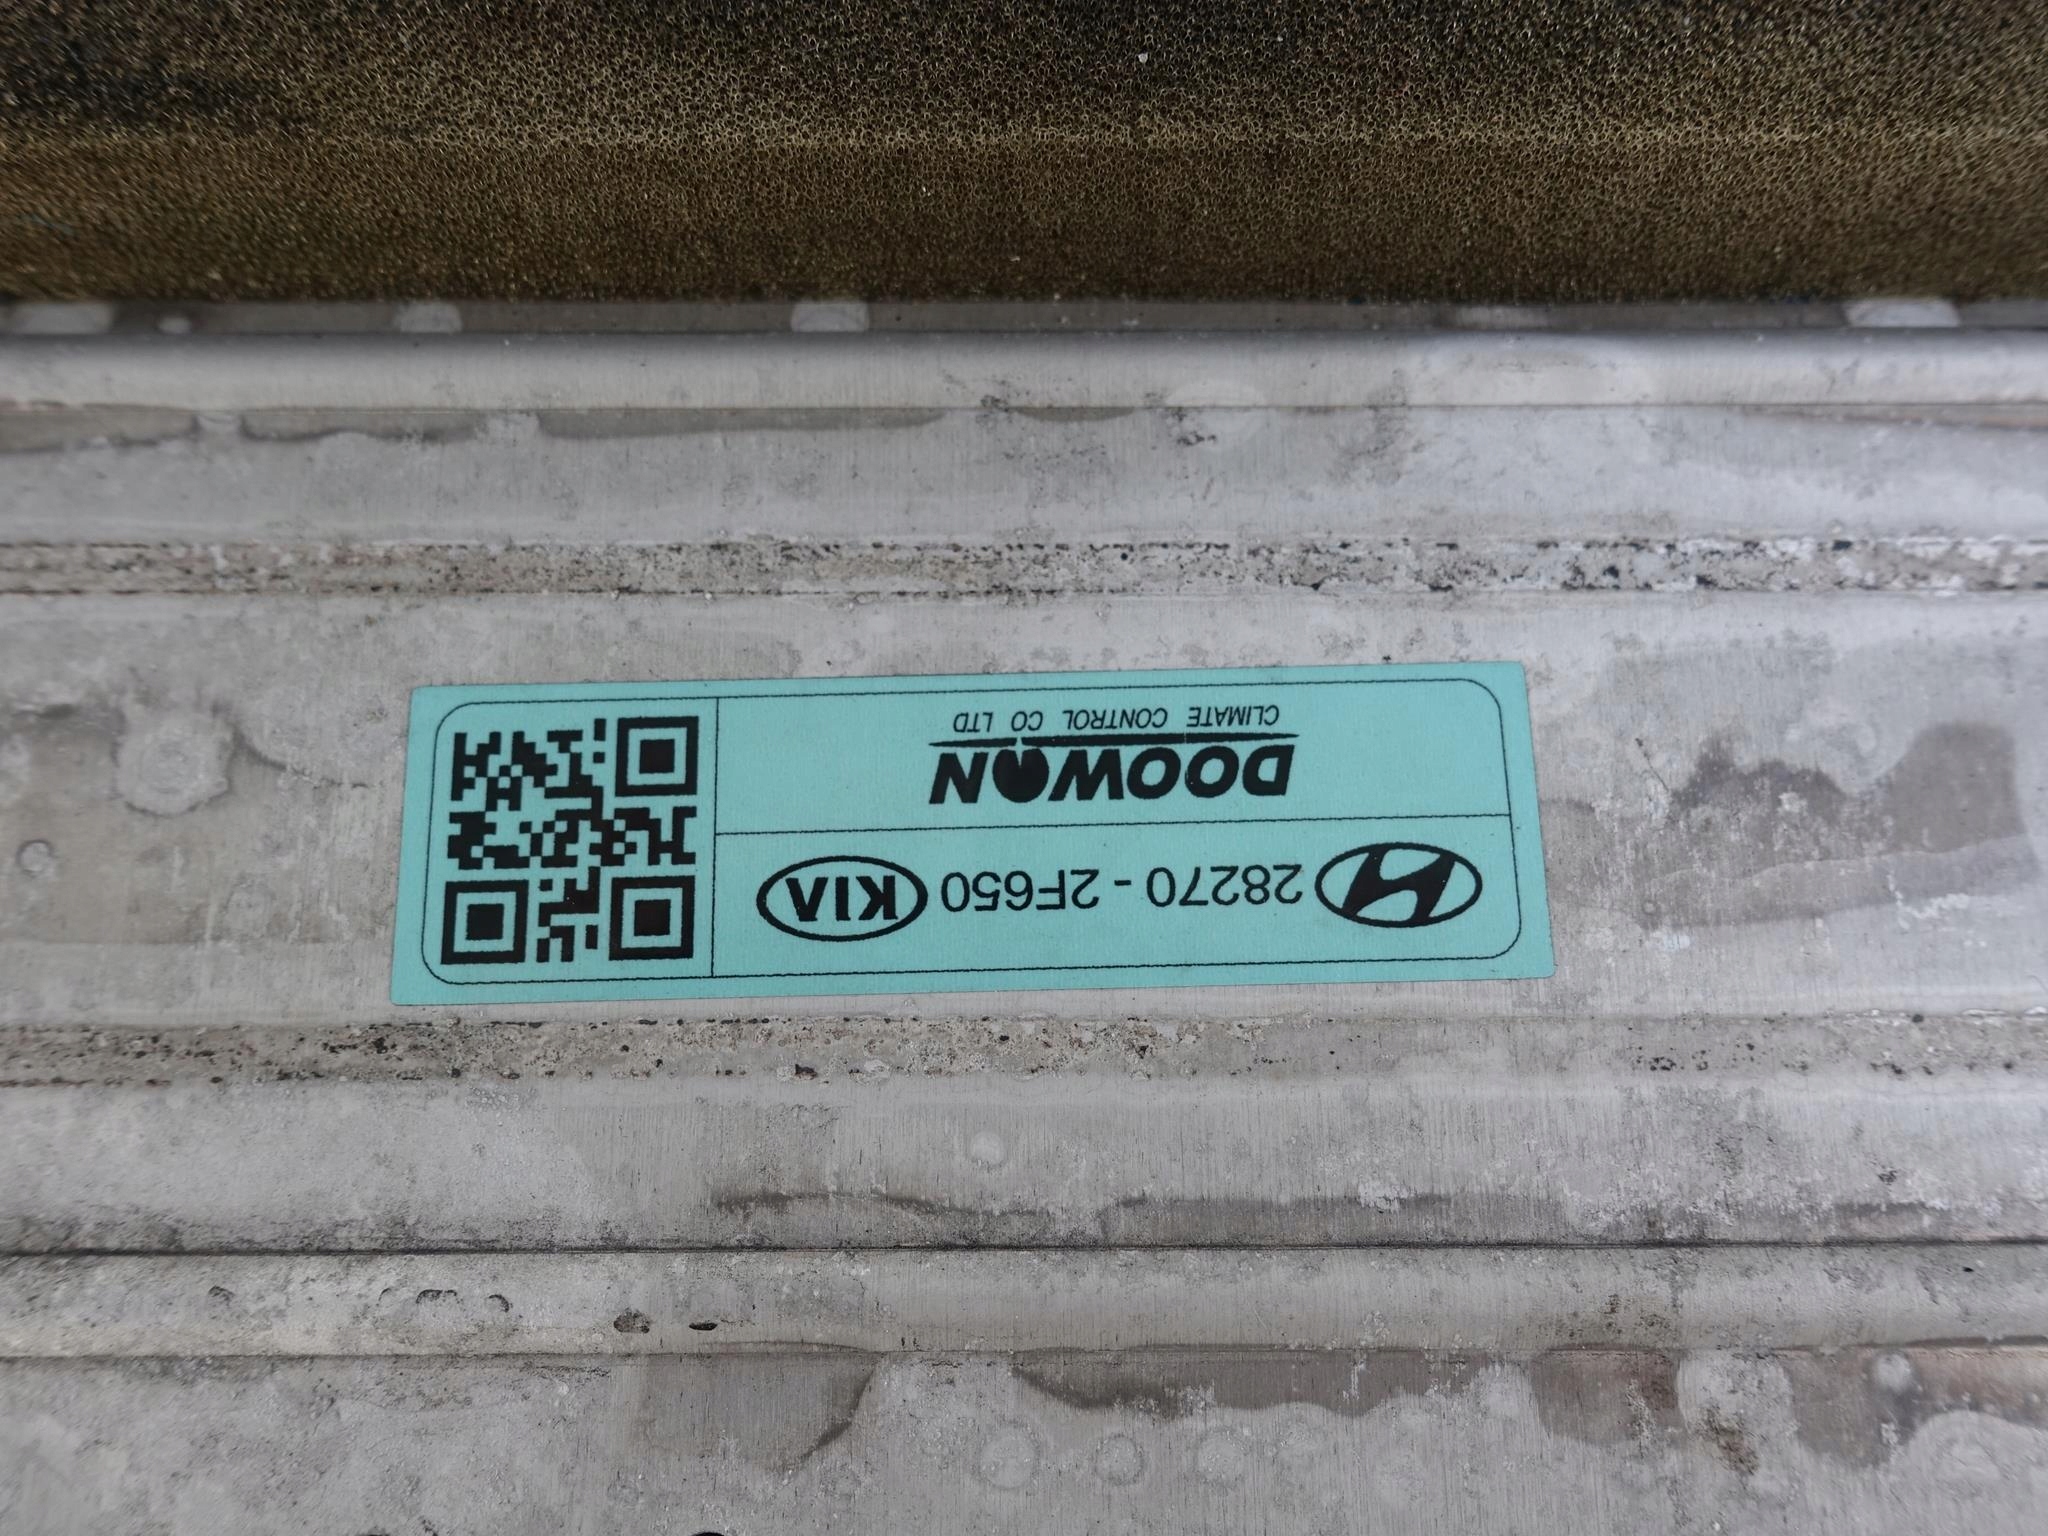 28270 - 2F650 KIA
DOOWON
CLIMATE CONTROL CO LTD